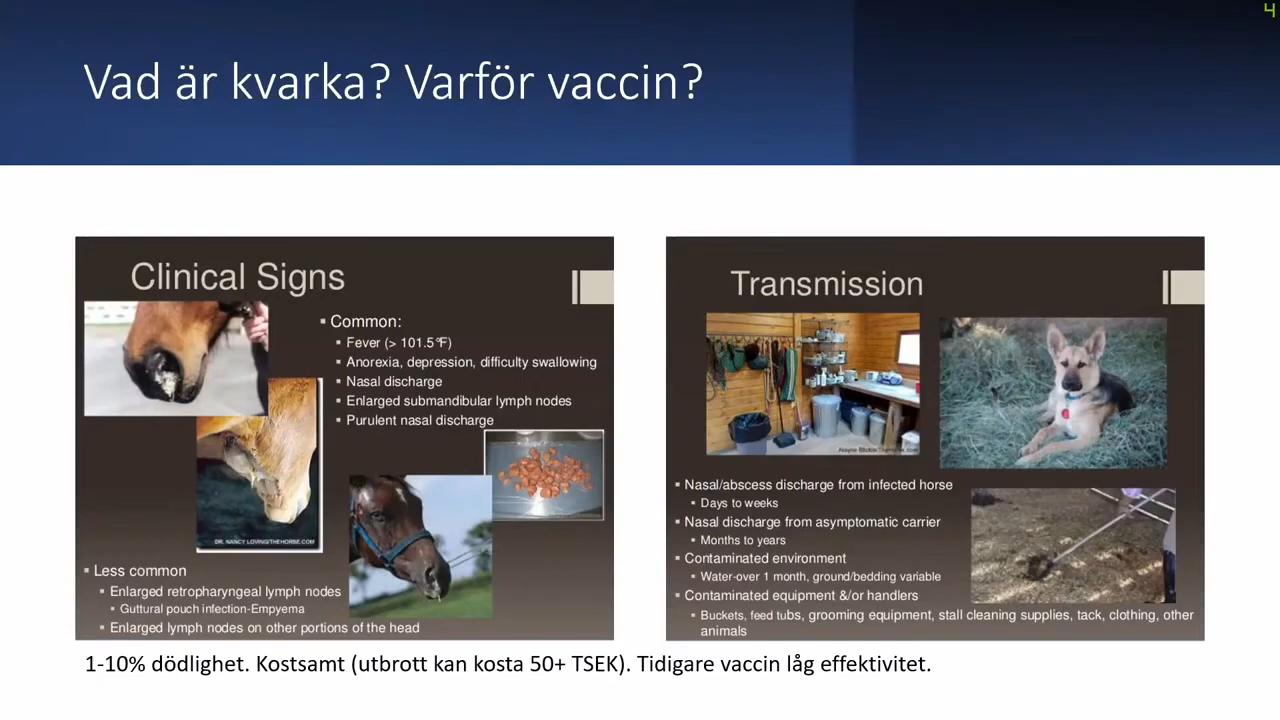 4
Vad är kvarka? Varför vaccin?
Clinical Signs
▪ Common:
▪ Fever (> 101.5°F)
▪ Anorexia, depression, difficulty swallowing
▪ Nasal discharge
▪ Enlarged submandibular lymph nodes
▪ Purulent nasal discharge
DR. NANCY LOVING/THEHORSE.COM
▪ Less common
▪ Enlarged retropharyngeal lymph nodes
▪ Guttural pouch infection-Empyema
▪ Enlarged lymph nodes on other portions of the head
Transmission
▪ Nasal/abscess discharge from infected horse
▪ Days to weeks
▪ Nasal discharge from asymptomatic carrier
▪ Months to years
▪ Contaminated environment
▪ Water-over 1 month, ground/bedding variable
▪ Contaminated equipment &/or handlers
▪ Buckets, feed tubs, grooming equipment, stall cleaning supplies, tack, clothing, other
animals
1-10% dödlighet. Kostsamt (utbrott kan kosta 50+ TSEK). Tidigare vaccin låg effektivitet.